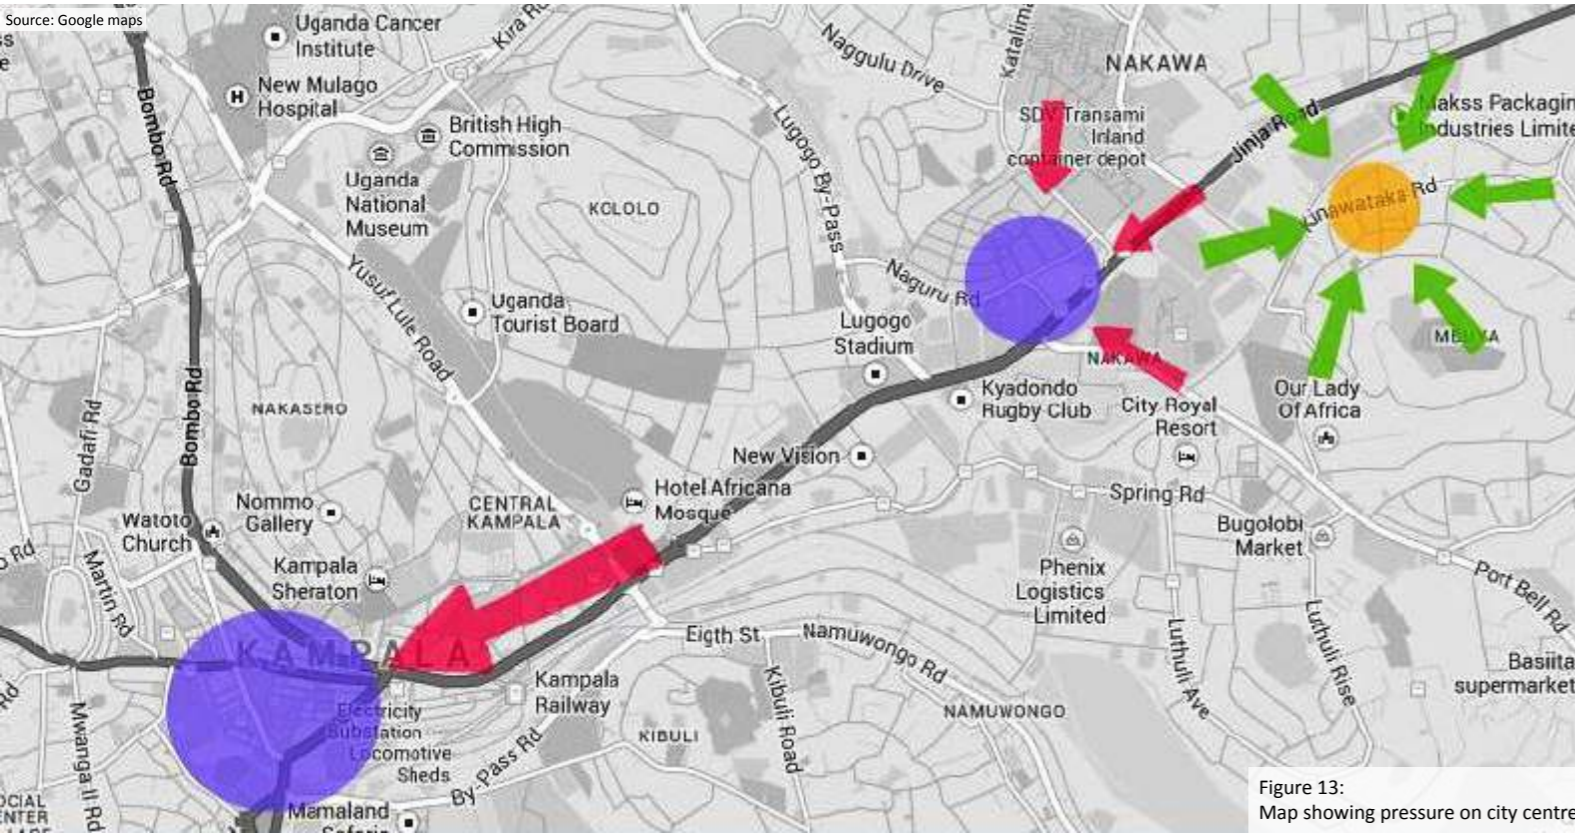 Source: Google maps
Uganda Cancer
Institute
Kira Rd
Naggulu Drive
NAKAWA
New Mulago
Hospital
H
Bombo Rd
British High
Commission
Lugogo By-Pass
SDV Transami
Inland
container depot
Jinja Road
Makss Packagin
Industries Limite
Uganda
National
Museum
KOLOLO
Kinawataka Rd
Yusuf Lule Road
Uganda
Tourist Board
Naguru Rd
Lugogo
Stadium
NAKAWA
Kyadondo
Rugby Club
City Royal
Resort
Our Lady
Of Africa
Bombo Rd
Gadafi Rd
NAKASERO
New Vision
Hotel Africana
Mosque
CENTRAL
KAMPALA
Spring Rd
Nommo
Gallery
Watoto
Church
Bugolobi
Market
Kampala
Sheraton
Martin Rd
Phenix
Logistics
Limited
Port Bell Rd
KAMPALA
Eigth St
Namuwongo Rd
Luthuli Ave
Luthuli Rise
Kampala
Railway
Kibuli Road
Basiita
supermarket
NAMUWONGO
Mwanga II Rd
Electricity
Substation
Locomotive
Sheds
KIBULI
By-Pass Rd
Mamaland
Figure 13:
Map showing pressure on city centre